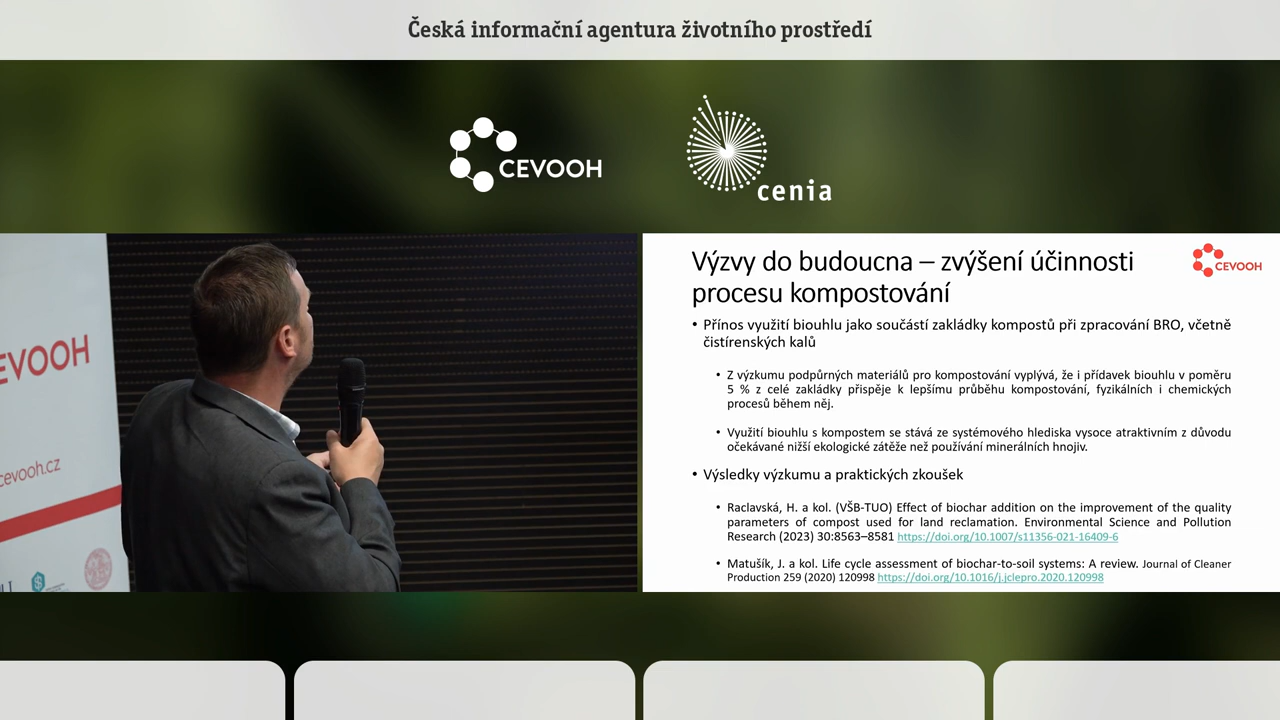 Česká informační agentura životního prostředí
CEVOOH
cenia
EVOOH
cevooh.cz
Výzvy do budoucna – zvýšení účinnosti
procesu kompostování
CEVOOH
• Přínos využití biouhlu jako součástí zakládky kompostů při zpracování BRO, včetně
čistírenských kalů
• Z výzkumu podpůrných materiálů pro kompostování vyplývá, že i přídavek biouhlu v poměru
5 % z celé zakládky přispěje k lepšímu průběhu kompostování, fyzikálních i chemických
procesů během něj.
• Využití biouhlu s kompostem se stává ze systémového hlediska vysoce atraktivním z důvodu
očekávané nižší ekologické zátěže než používání minerálních hnojiv.
• Výsledky výzkumu a praktických zkoušek
• Raclavská, H. a kol. (VŠB-TUO) Effect of biochar addition on the improvement of the quality
parameters of compost used for land reclamation. Environmental Science and Pollution
Research (2023) 30:8563–8581 https://doi.org/10.1007/s11356-021-16409-6
• Matušík, J. a kol. Life cycle assessment of biochar-to-soil systems: A review. Journal of Cleaner
Production 259 (2020) 120998 https://doi.org/10.1016/j.jclepro.2020.120998